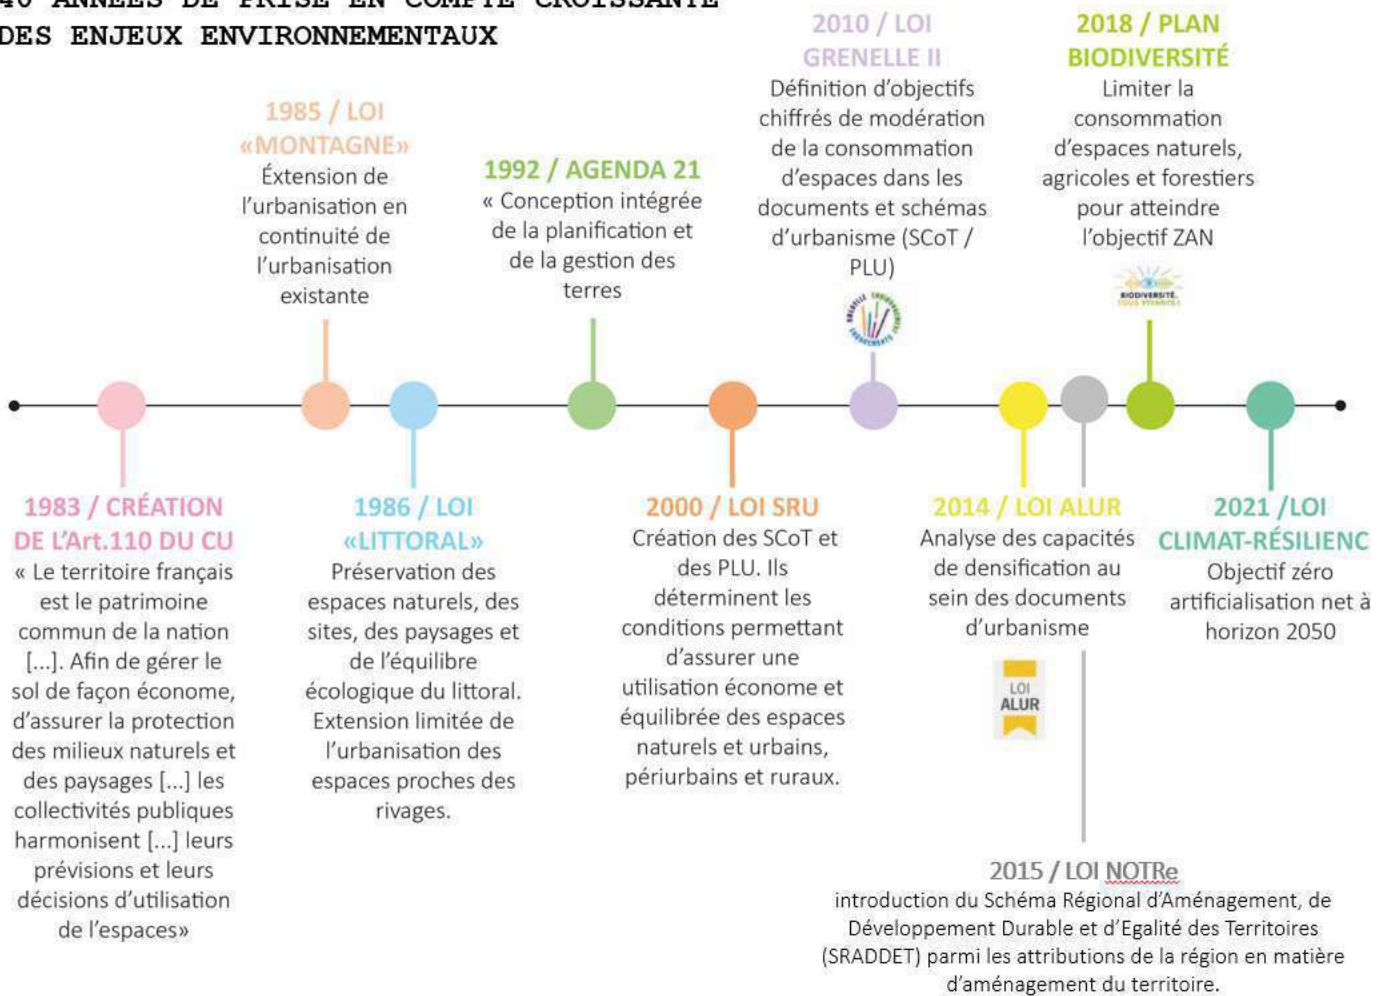 40 ANNÉES DE PRISE EN COMPTE CROISSANTE
DES ENJEUX ENVIRONNEMENTAUX
1983 / CRÉATION
DE L'Art.110 DU CU
« Le territoire français
est le patrimoine
commun de la nation
[...]. Afin de gérer le
sol de façon économe,
d'assurer la protection
des milieux naturels et
des paysages [...] les
collectivités publiques
harmonisent [...] leurs
prévisions et leurs
décisions d'utilisation
de l'espaces»
1985 / LOI
«MONTAGNE»
Éxtension de
l'urbanisation en
continuité de
l'urbanisation
existante
1986 / LOI
«LITTORAL»
Préservation des
espaces naturels, des
sites, des paysages et
de l'équilibre
écologique du littoral.
Extension limitée de
l'urbanisation des
espaces proches des
rivages.
1992 / AGENDA 21
« Conception intégrée
de la planification et
de la gestion des
terres
2000 / LOI SRU
Création des SCoT et
des PLU. Ils
déterminent les
conditions permettant
d'assurer une
utilisation économe et
équilibrée des espaces
naturels et urbains,
périurbains et ruraux.
2010 / LOI
GRENELLE II
Définition d'objectifs
chiffrés de modération
de la consommation
d'espaces dans les
documents et schémas
d'urbanisme (SCoT /
PLU)
GRENELLE ENVIRONNEMENT
2014 / LOI ALUR
Analyse des capacités
de densification au
sein des documents
d'urbanisme
LOI
ALUR
2015 / LOI NOTRe
introduction du Schéma Régional d'Aménagement, de
Développement Durable et d'Egalité des Territoires
(SRADDET) parmi les attributions de la région en matière
d'aménagement du territoire.
2018 / PLAN
BIODIVERSITÉ
Limiter la
consommation
d'espaces naturels,
agricoles et forestiers
pour atteindre
l'objectif ZAN
BIODIVERSITÉ.
TOUS VIVANTS !
2021 /LOI
CLIMAT-RÉSILIENC
Objectif zéro
artificialisation net à
horizon 2050